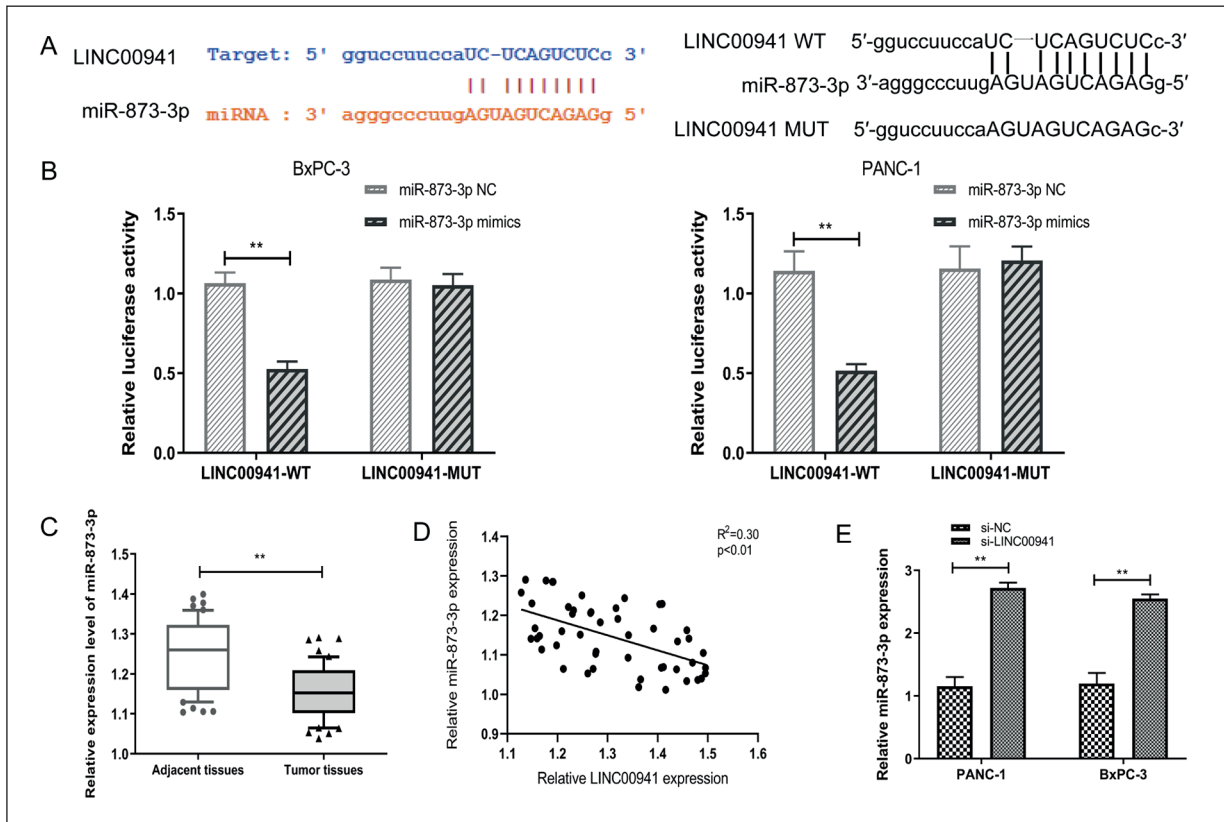 A
LINC00941
Target: 5' gguccuuccaUC-UCAGUCUCc 3'
miR-873-3p
miRNA : 3' agggcccuugAGUAGUCAGAGg 5'
LINC00941 WT
5′-gguccuuccaUC→UCAGUCUCc-3′
miR-873-3p
3′-agggcccuugAGUAGUCAGAGg-5′
LINC00941 MUT
5′-gguccuuccaAGUAGUCAGAGc-3′
B
BxPC-3
miR-873-3p NC
miR-873-3p mimics
Relative luciferase activity
1.5
1.0
0.5
0.0
**
LINC00941-WT
LINC00941-MUT
PANC-1
miR-873-3p NC
miR-873-3p mimics
Relative luciferase activity
1.5
1.0
0.5
0.0
**
LINC00941-WT
LINC00941-MUT
C
Relative expression level of miR-873-3p
1.5
1.4
1.3
1.2
1.1
1.0
**
Adjacent tissues
Tumor tissues
D
Relative miR-873-3p expression
1.4
1.3
1.2
1.1
1.0
0.9
R²=0.30
p<0.01
1.1
1.2
1.3
1.4
1.5
1.6
Relative LINC00941 expression
E
si-NC
si-LINC00941
Relative miR-873-3p expression
3
2
1
0
**
**
PANC-1
BxPC-3